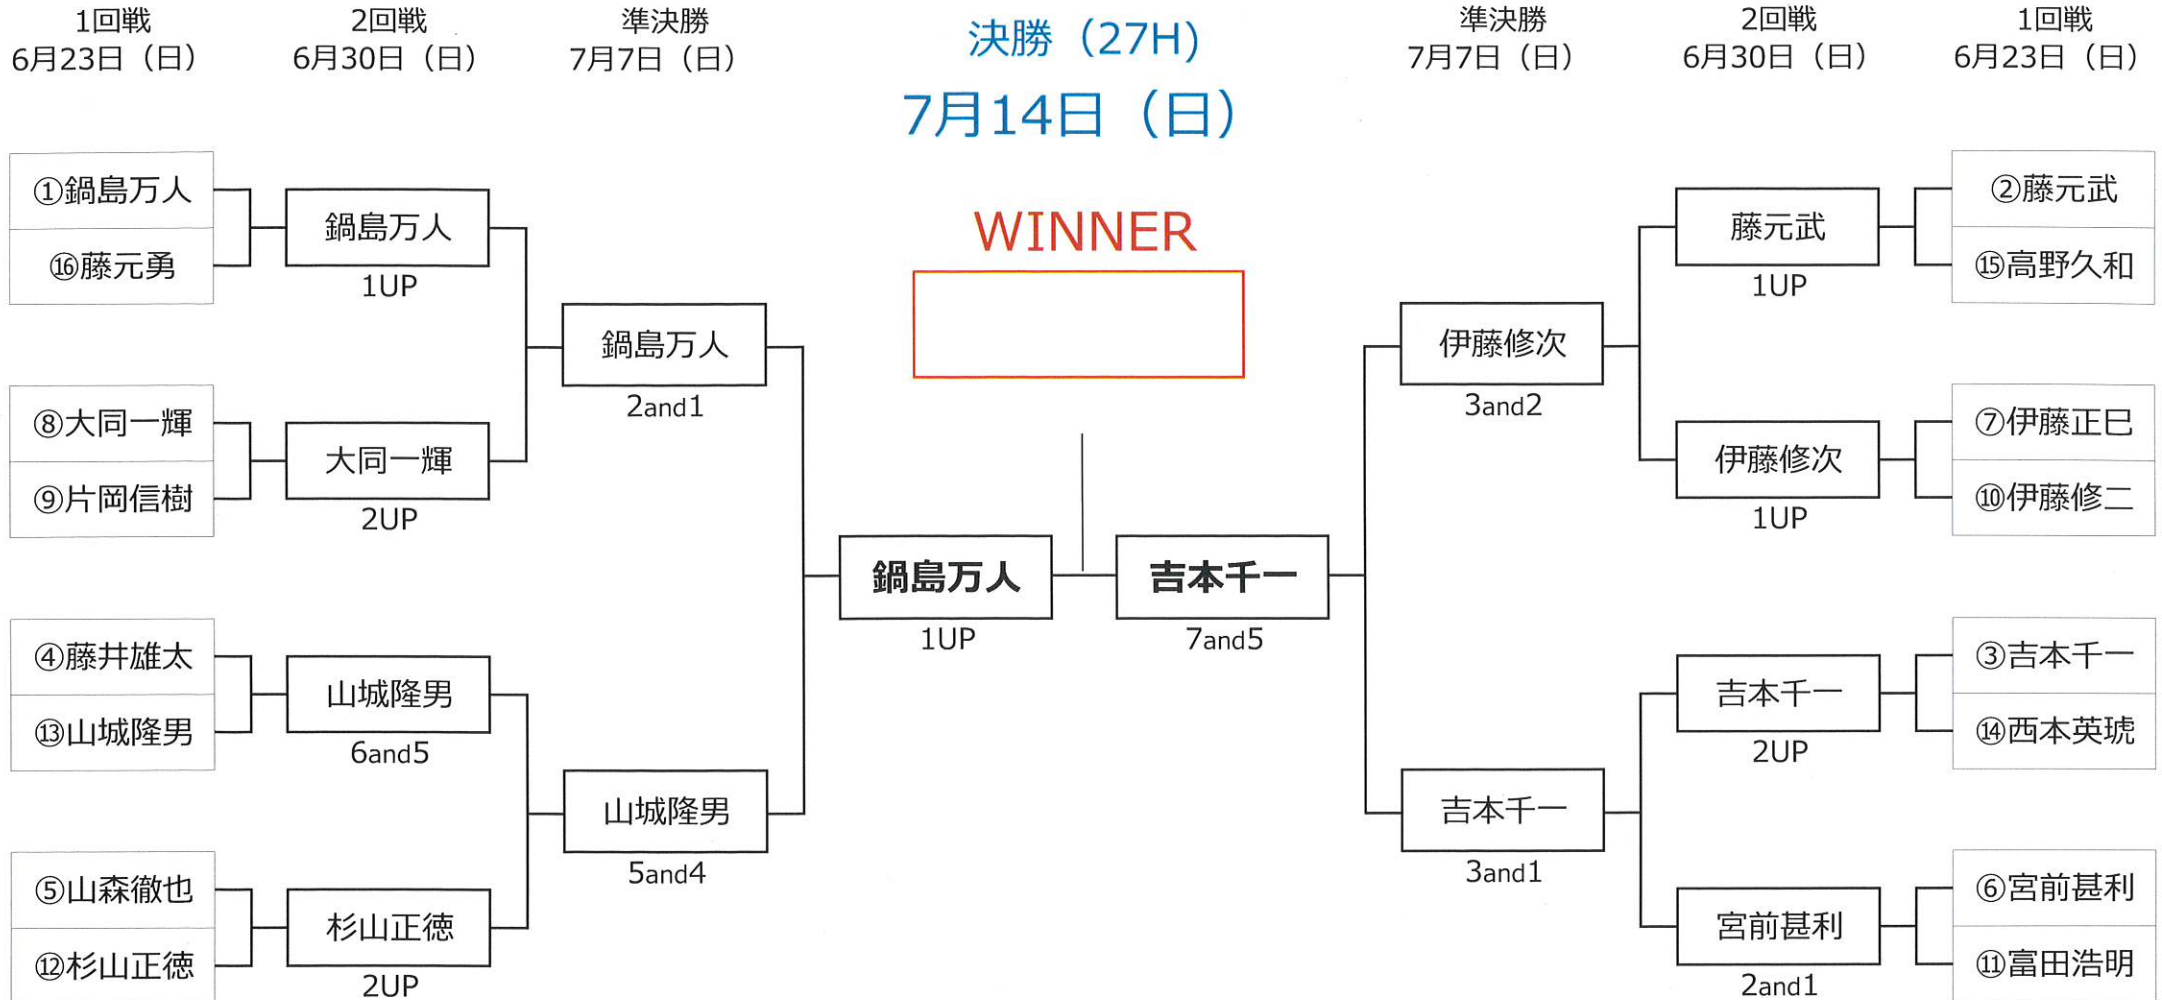 1回戦
6月23日（日）
2回戦
6月30日（日）
準決勝
7月7日（日）
決勝（27H)
7月14日（日）
準決勝
7月7日（日）
2回戦
6月30日（日）
1回戦
6月23日（日）
WINNER
①鍋島万人
⑯藤元勇
⑧大同一輝
⑨片岡信樹
④藤井雄太
⑬山城隆男
⑤山森徹也
⑫杉山正徳
鍋島万人
1UP
大同一輝
2UP
山城隆男
6and5
杉山正徳
2UP
鍋島万人
2and1
山城隆男
5and4
鍋島万人
1UP
吉本千一
7and5
伊藤修次
3and2
吉本千一
3and1
藤元武
1UP
伊藤修次
1UP
吉本千一
2UP
宮前甚利
2and1
②藤元武
⑮高野久和
⑦伊藤正巳
⑩伊藤修二
③吉本千一
⑭西本英琥
⑥宮前甚利
⑪富田浩明